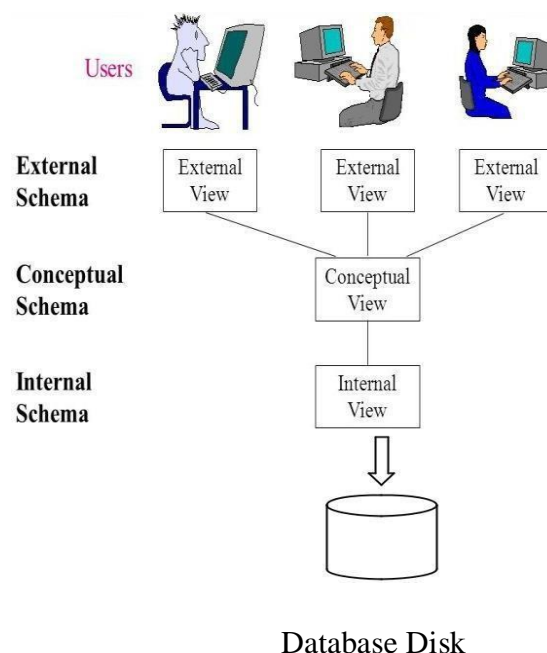 Users
External
Schema
External
View
External
View
External
View
Conceptual
Schema
Conceptual
View
Internal
Schema
Internal
View
Database Disk